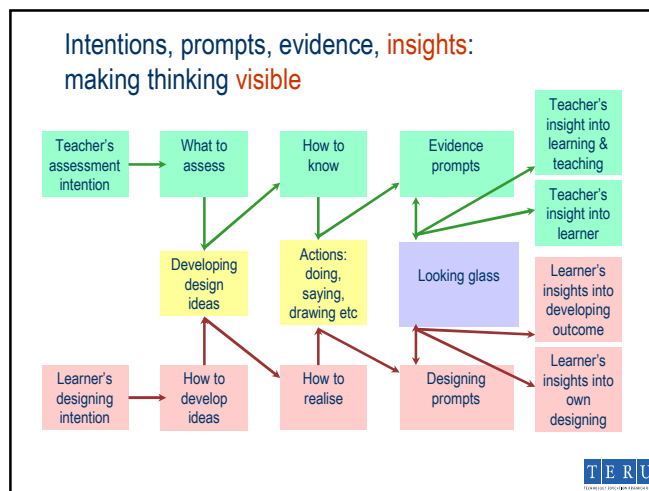 Intentions, prompts, evidence, insights:
making thinking visible
Teacher's
assessment
intention
What to
assess
How to
know
Evidence
prompts
Teacher's
insight into
learning &
teaching
Teacher's
insight into
learner
Developing
design
ideas
Actions:
doing,
saying,
drawing etc
Looking glass
Learner's
insights into
developing
outcome
Learner's
designing
intention
How to
develop
ideas
How to
realise
Designing
prompts
Learner's
insights into
own
designing
TERU